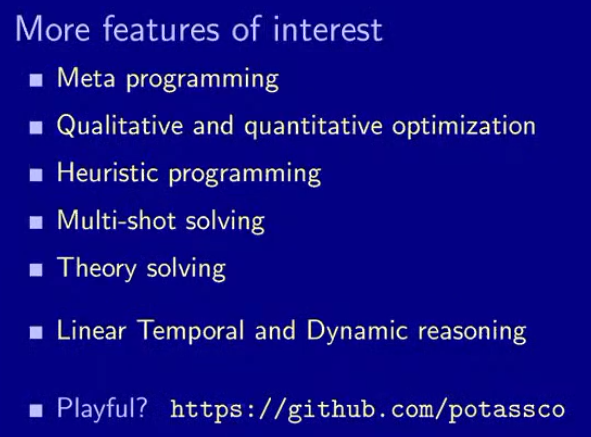 More features of interest
Meta programming
Qualitative and quantitative optimization
Heuristic programming
Multi-shot solving
Theory solving
Linear Temporal and Dynamic reasoning
Playful? https://github.com/potassco